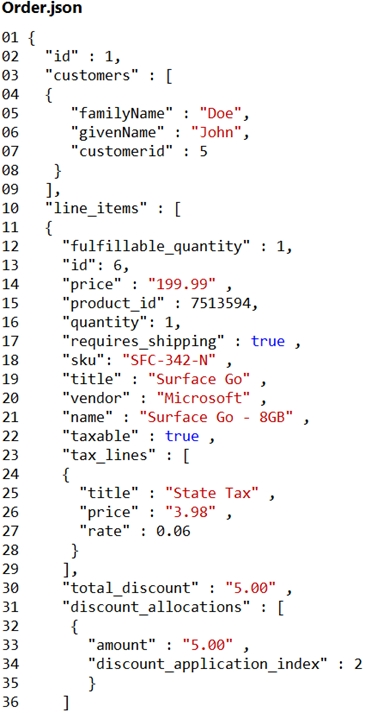 Order.json
01 {
02 "id" : 1,
03 "customers" : [
04 {
05 "familyName" : "Doe",
06 "givenName" : "John",
07 "customerid" : 5
08 }
09 ],
10 "line_items" : [
11 {
12 "fulfillable_quantity" : 1,
13 "id": 6,
14 "price" : "199.99" ,
15 "product_id" : 7513594,
16 "quantity": 1,
17 "requires_shipping" : true ,
18 "sku": "SFC-342-N" ,
19 "title" : "Surface Go" ,
20 "vendor" : "Microsoft" ,
21 "name" : "Surface Go - 8GB" ,
22 "taxable" : true ,
23 "tax_lines" : [
24 {
25 "title" : "State Tax" ,
26 "price" : "3.98" ,
27 "rate" : 0.06
28 }
29 ],
30 "total_discount" : "5.00" ,
31 "discount_allocations" : [
32 {
33 "amount" : "5.00" ,
34 "discount_application_index" : 2
35 }
36 ]